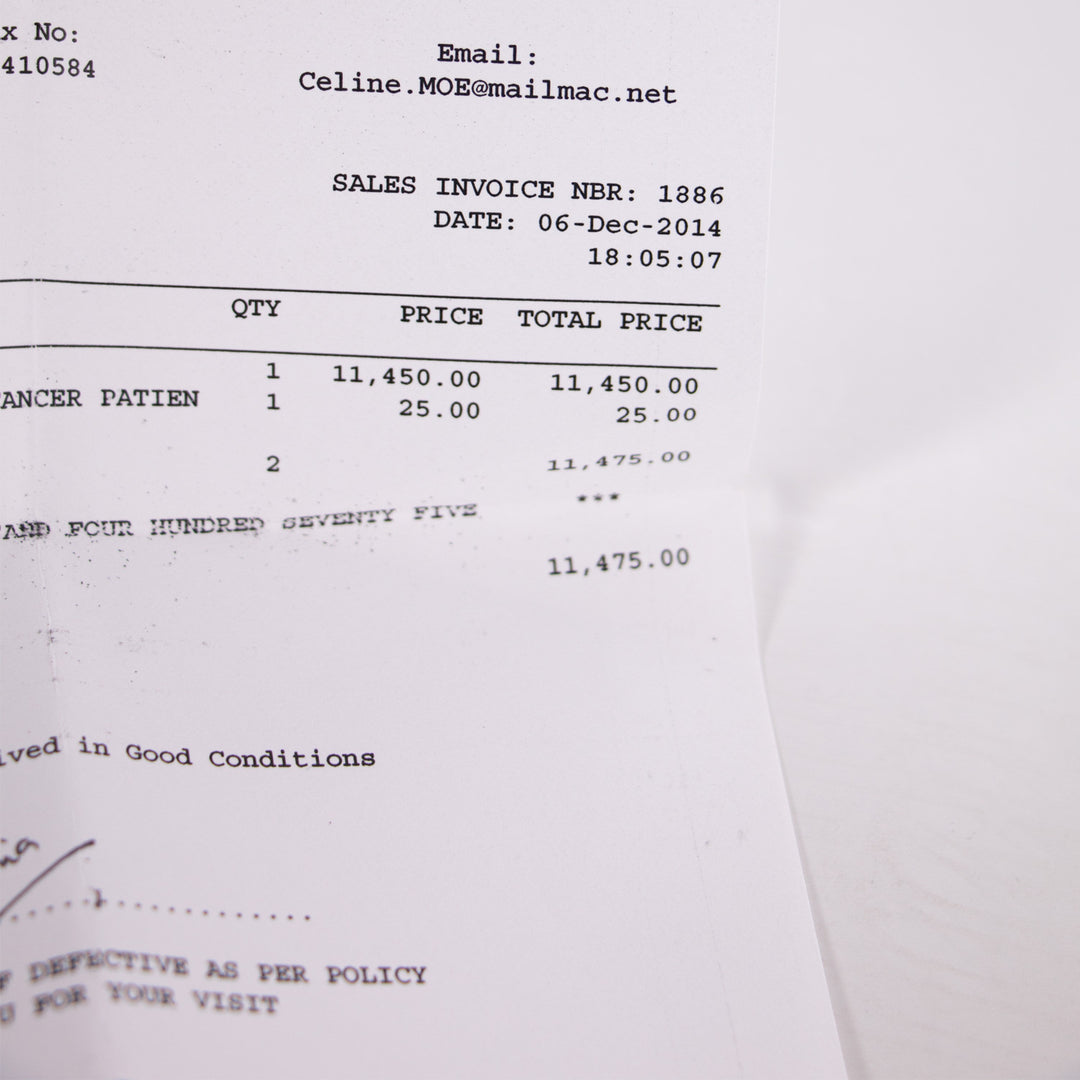 x No:
410584
Email:
Celine.MOE@mailmac.net
SALES INVOICE NBR: 1886
DATE: 06-Dec-2014
18:05:07
QTY PRICE TOTAL PRICE
1 11,450.00 11,450.00
ANCER PATIEN 1 25.00 25.00
2 11,475.00
AND FOUR HUNDRED SEVENTY FIVE ***
11,475.00
ived in Good Conditions
F DEFECTIVE AS PER POLICY
U FOR YOUR VISIT